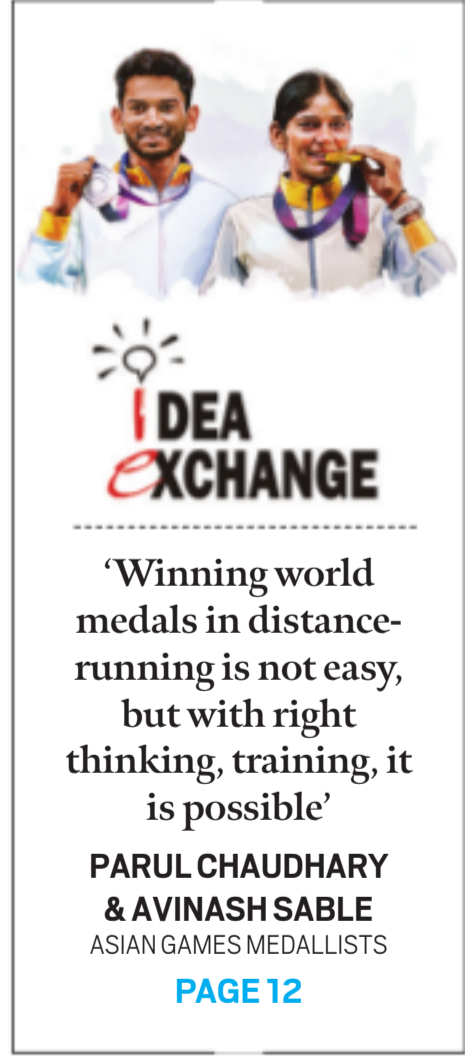 iDEA
eXCHANGE
‘Winning world
medals in distance-
running is not easy,
but with right
thinking, training, it
is possible’
PARUL CHAUDHARY
& AVINASH SABLE
ASIAN GAMES MEDALLISTS
PAGE 12